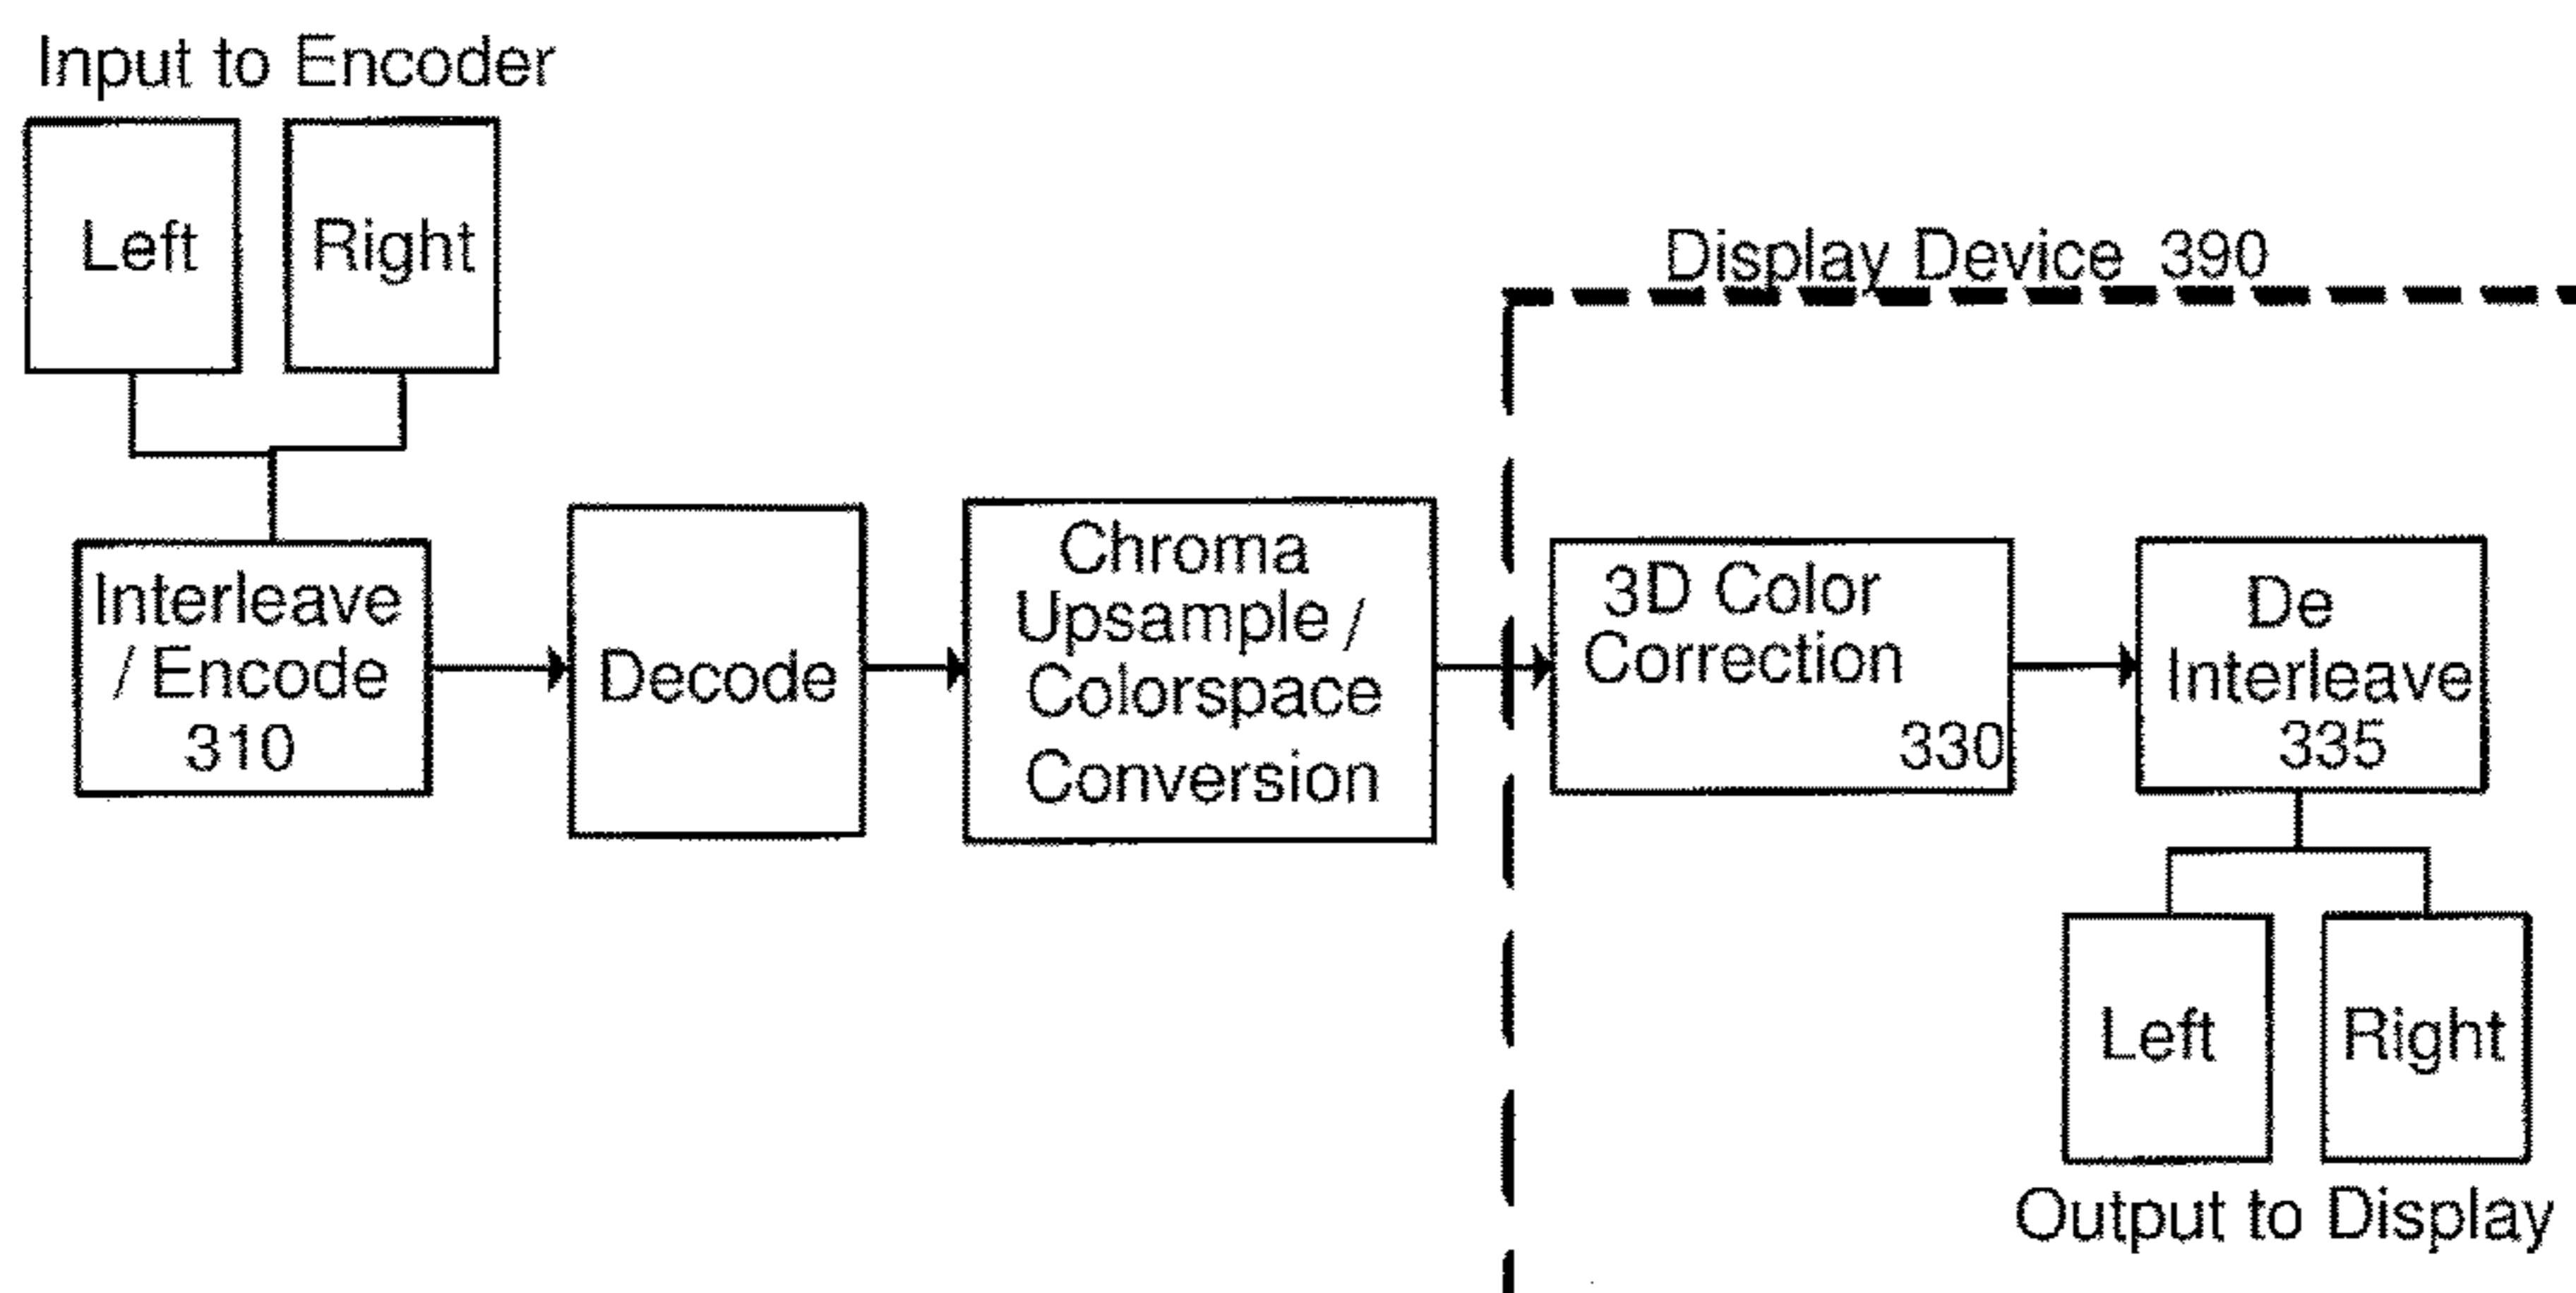 Input to Encoder
Left
Right
Display Device 390
Interleave
/ Encode
310
Decode
Chroma
Upsample /
Colorspace
Conversion
3D Color
Correction
330
De
Interleave
335
Left
Right
Output to Display